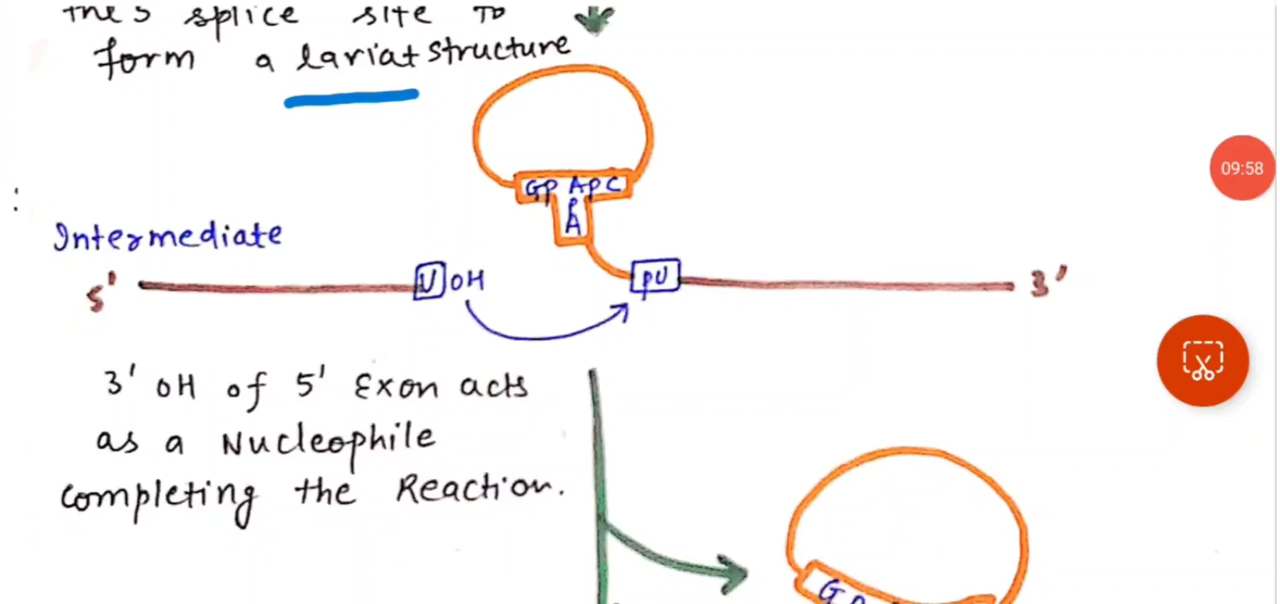 splice site To
form a lariat structure
09:58
GP AP C
P
A
Intermediate
5' U OH PU 3'
3' OH of 5' Exon acts
as a Nucleophile
completing the Reaction.
G